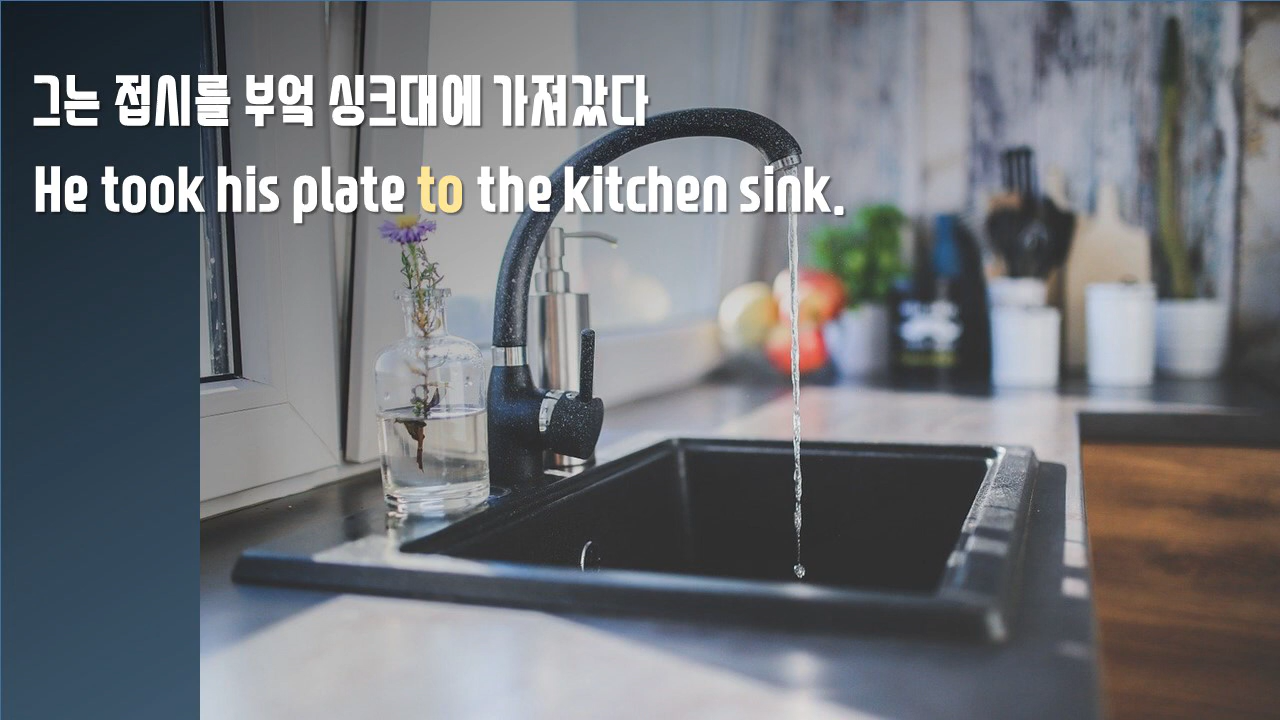 그는 접시를 부엌 싱크대에 가져갔다
He took his plate to the kitchen sink.